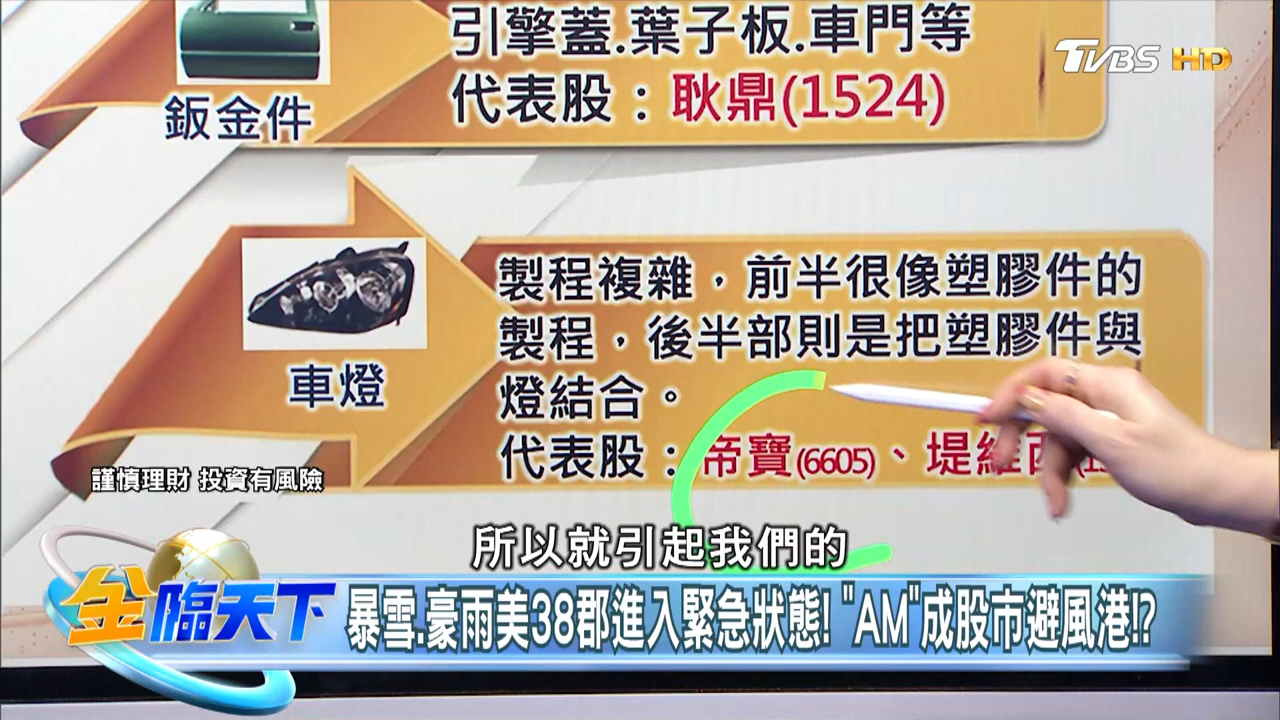 引擎蓋.葉子板.車門等
TVBS HD
代表股：耿鼎(1524)
鈑金件
製程複雜，前半很像塑膠件的
製程，後半部則是把塑膠件與
燈結合。
車燈
代表股：帝寶(6605)、堤維西
謹慎理財 投資有風險
所以就引起我們的
金臨天下
暴雪.豪雨美38郡進入緊急狀態! "AM"成股市避風港!?